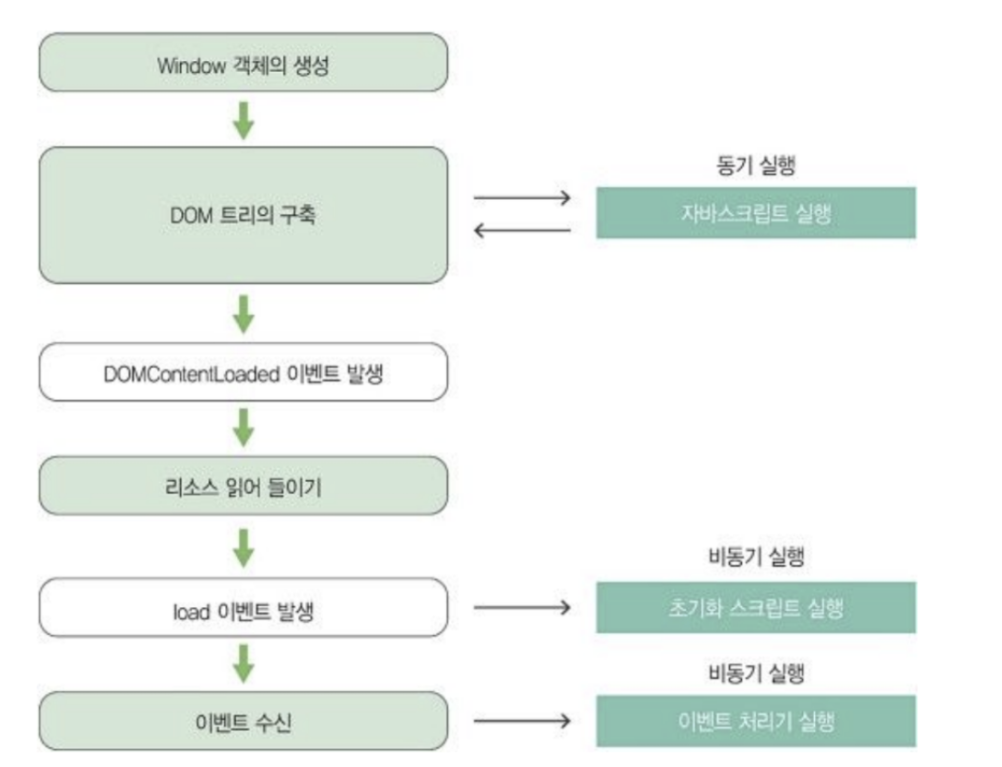 Window 객체의 생성
DOM 트리의 구축
동기 실행
자바스크립트 실행
DOMContentLoaded 이벤트 발생
리소스 읽어 들이기
load 이벤트 발생
비동기 실행
초기화 스크립트 실행
이벤트 수신
비동기 실행
이벤트 처리기 실행